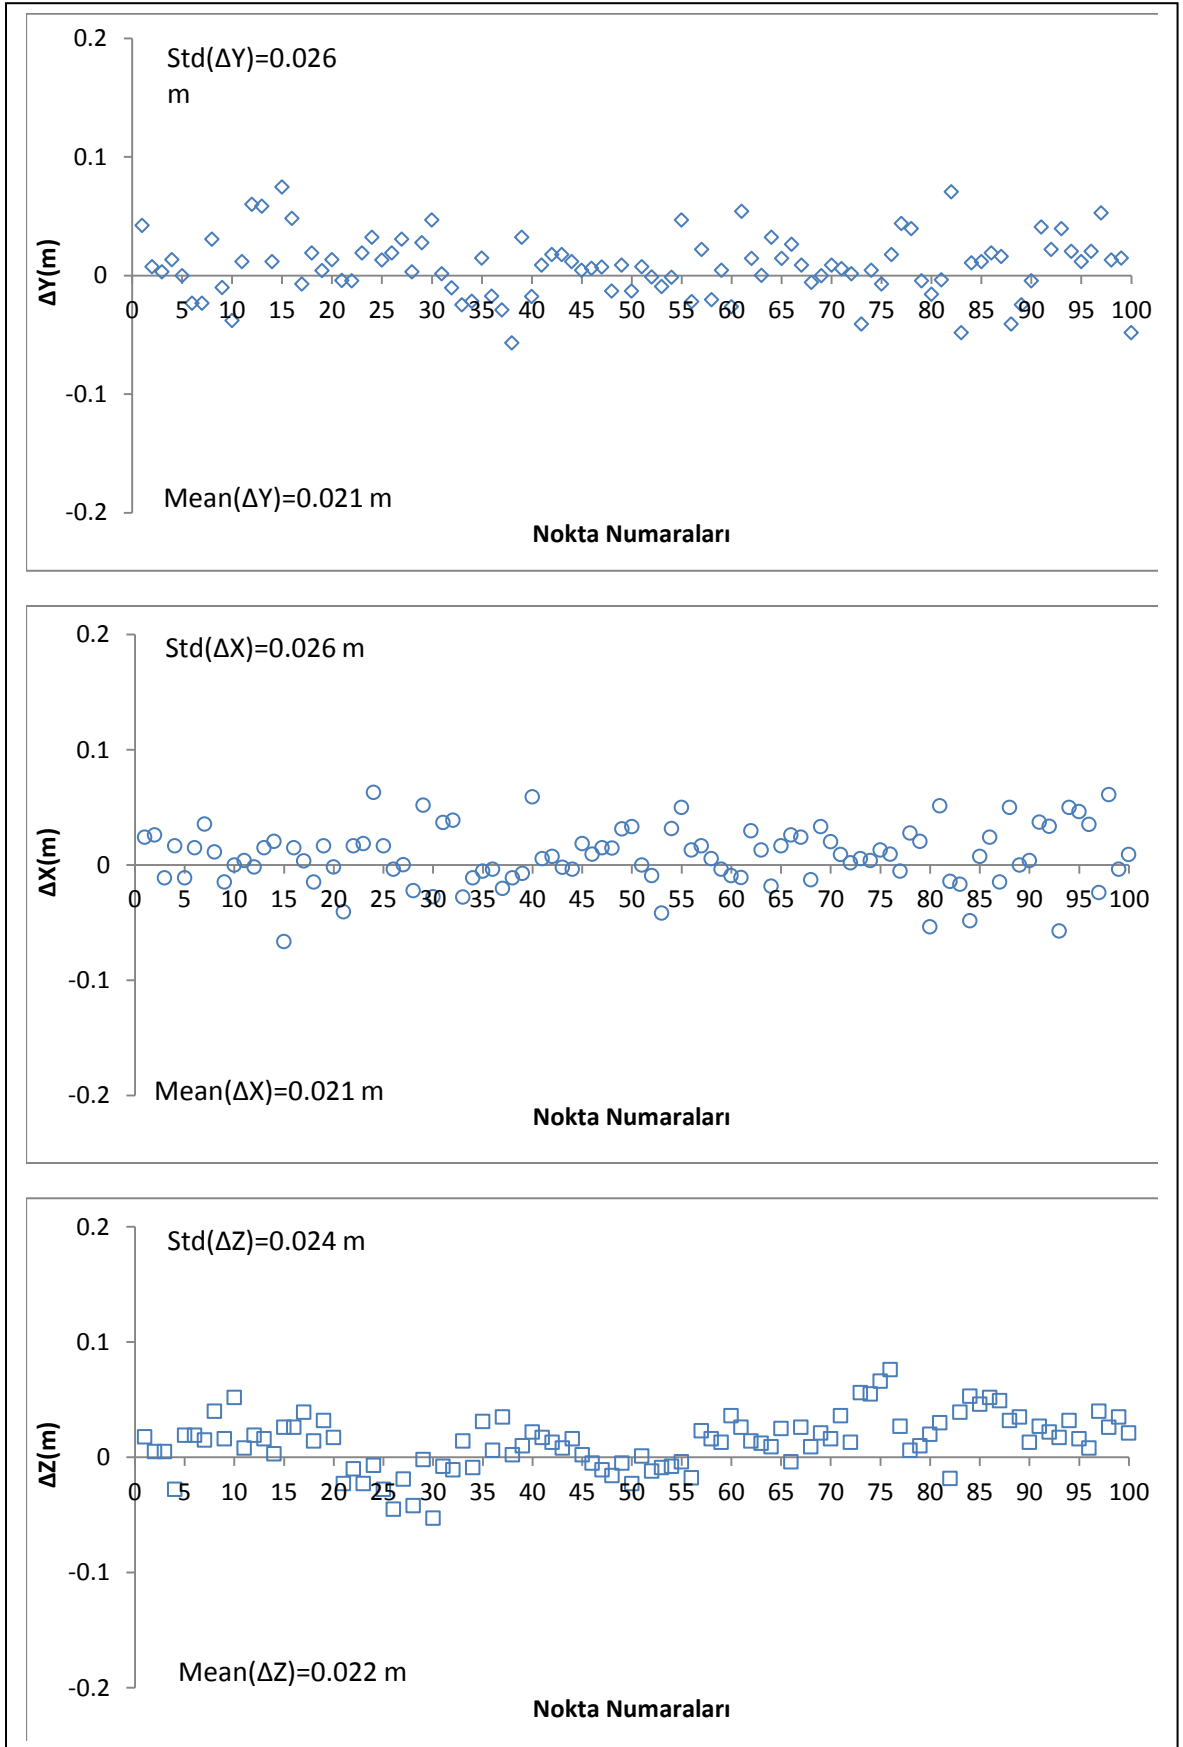 0.2
Std(ΔY)=0.026
m
0.1
ΔY(m)
0
0 5 10 15 20 25 30 35 40 45 50 55 60 65 70 75 80 85 90 95 100
-0.1
Mean(ΔY)=0.021 m
-0.2
Nokta Numaraları
0.2
Std(ΔX)=0.026 m
0.1
ΔX(m)
0
0 5 10 15 20 25 30 35 40 45 50 55 60 65 70 75 80 85 90 95 100
-0.1
Mean(ΔX)=0.021 m
-0.2
Nokta Numaraları
0.2
Std(ΔZ)=0.024 m
0.1
ΔZ(m)
0
0 5 10 15 20 25 30 35 40 45 50 55 60 65 70 75 80 85 90 95 100
-0.1
Mean(ΔZ)=0.022 m
-0.2
Nokta Numaraları